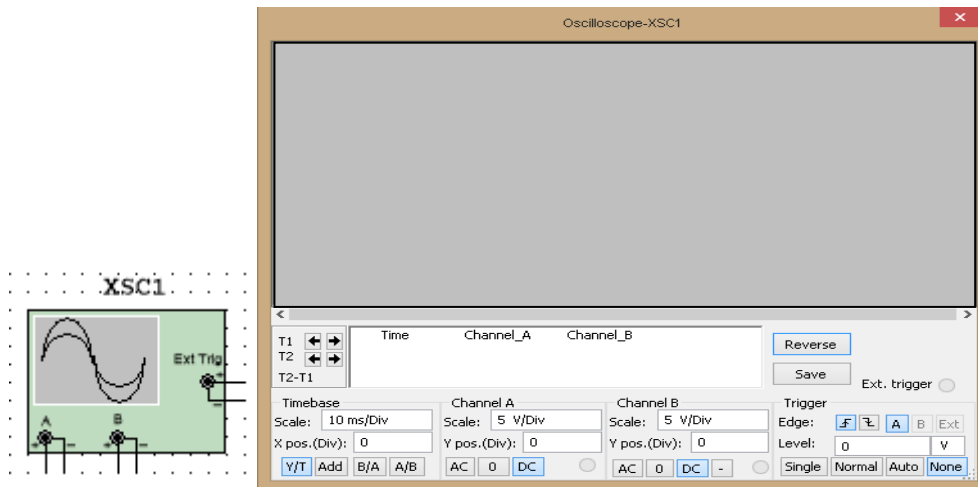 XSC1
Ext Trig
+
-
A
B
+ - + -
Oscilloscope-XSC1
Time Channel_A Channel_B
T1
T2
T2-T1
Reverse
Save
Ext. trigger
Timebase
Scale: 10 ms/Div
X pos.(Div): 0
Y/T Add B/A A/B
Channel A
Scale: 5 V/Div
Y pos.(Div): 0
AC 0 DC
Channel B
Scale: 5 V/Div
Y pos.(Div): 0
AC 0 DC -
Trigger
Edge: A B Ext
Level: 0 V
Single Normal Auto None